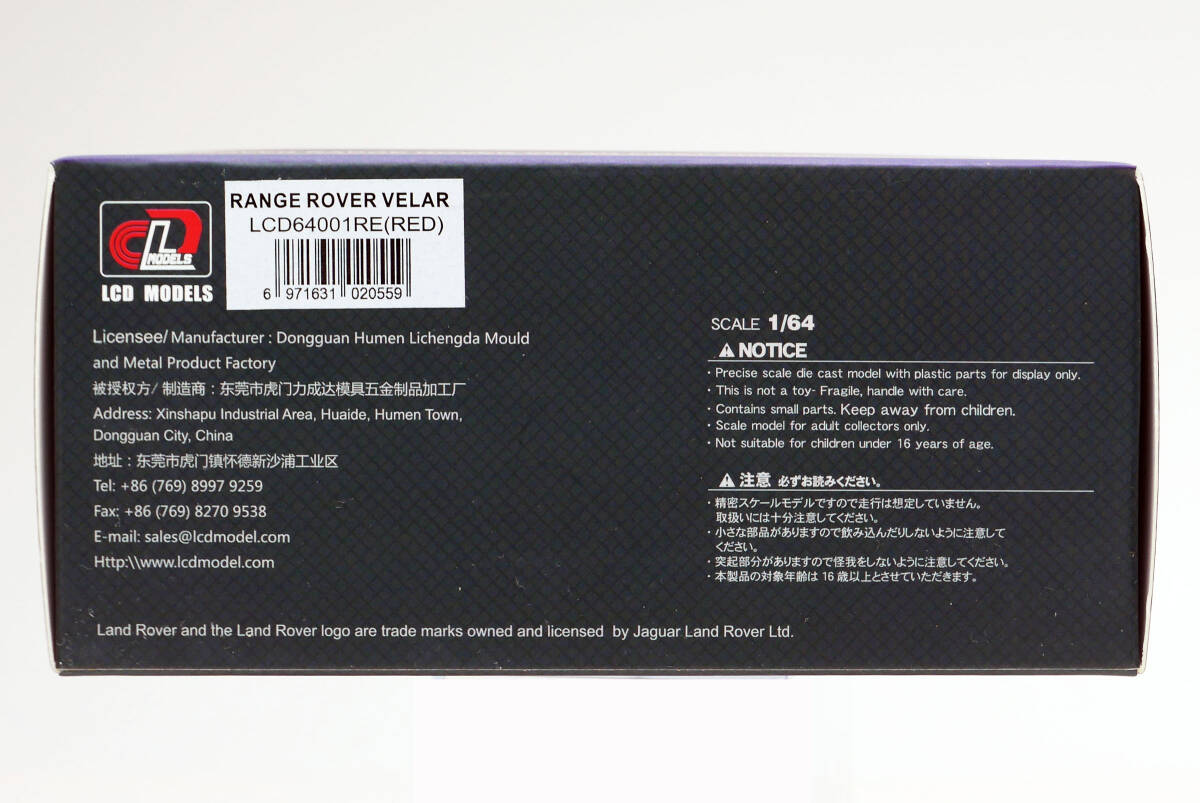 RANGE ROVER VELAR
LCD64001RE(RED)
6 971631 020559
CLD
MODELS
LCD MODELS
Licensee/ Manufacturer : Dongguan Humen Lichengda Mould
and Metal Product Factory
被授权方/ 制造商：东莞市虎门力成达模具五金制品加工厂
Address: Xinshapu Industrial Area, Huaide, Humen Town,
Dongguan City, China
地址：东莞市虎门镇怀德新沙浦工业区
Tel: +86 (769) 8997 9259
Fax: +86 (769) 8270 9538
E-mail: sales@lcdmodel.com
Http:\\www.lcdmodel.com
SCALE 1/64
⚠ NOTICE
・Precise scale die cast model with plastic parts for display only.
・This is not a toy- Fragile, handle with care.
・Contains small parts. Keep away from children.
・Scale model for adult collectors only.
・Not suitable for children under 16 years of age.
⚠ 注意 必ずお読みください。
・精密スケールモデルですので走行は想定していません。
取扱いには十分注意してください。
・小さな部品がありますので飲み込んだりしないように注意して
ください。
・突起部分がありますので怪我をしないように注意してください。
・本製品の対象年齢は16歳以上とさせていただきます。
Land Rover and the Land Rover logo are trade marks owned and licensed by Jaguar Land Rover Ltd.